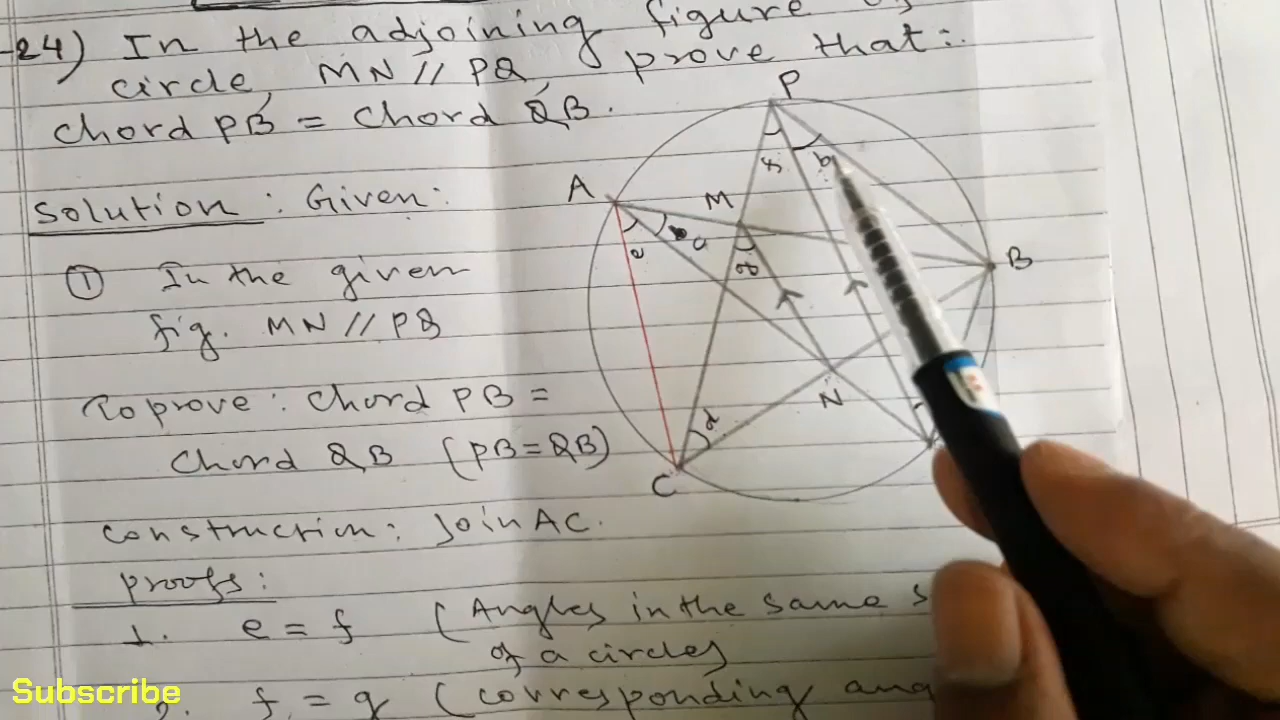 -24) In the adjoining figure
circle, MN // PQ, prove that:
chord PB = chord QB.
Solution: Given:
① In the given
fig. MN // PQ
To prove: chord PB =
chord QB (PB = QB)
construction: Join AC.
proofs:
1. e = f (Angles in the same s
of a circles
2. f = g (corresponding ang
P
A
M
B
N
C
f
b
e
a
g
d
Subscribe